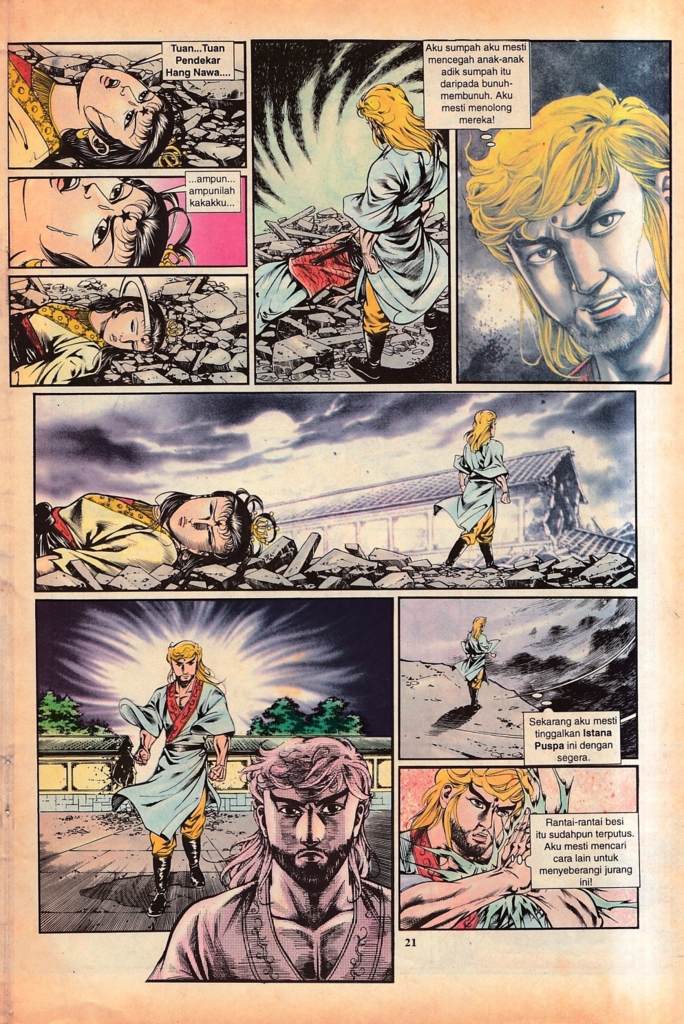 Tuan...Tuan
Pendekar
Hang Nawa....
...ampun...
ampunilah
kakakku...
Aku sumpah aku mesti
mencegah anak-anak
adik sumpah itu
daripada bunuh-
membunuh. Aku
mesti menolong
mereka!
Sekarang aku mesti
tinggalkan Istana
Puspa ini dengan
segera.
Rantai-rantai besi
itu sudahpun terputus.
Aku mesti mencari
cara lain untuk
menyeberangi jurang
ini!
21